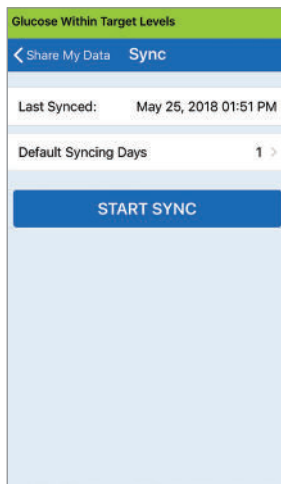 Glucose Within Target Levels
Share My Data Sync
Last Synced: May 25, 2018 01:51 PM
Default Syncing Days 1
START SYNC